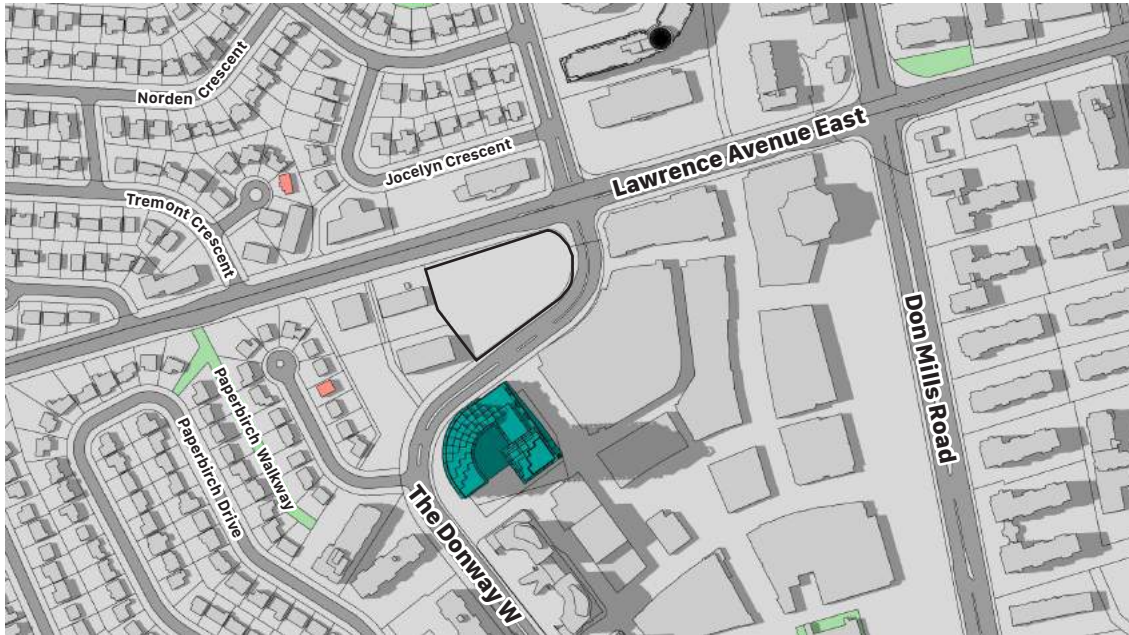 Norden Crescent
Jocelyn Crescent
Lawrence Avenue East
Tremont Crescent
Don Mills Road
Paperbirch Walkway
Paperbirch Drive
The Donway W